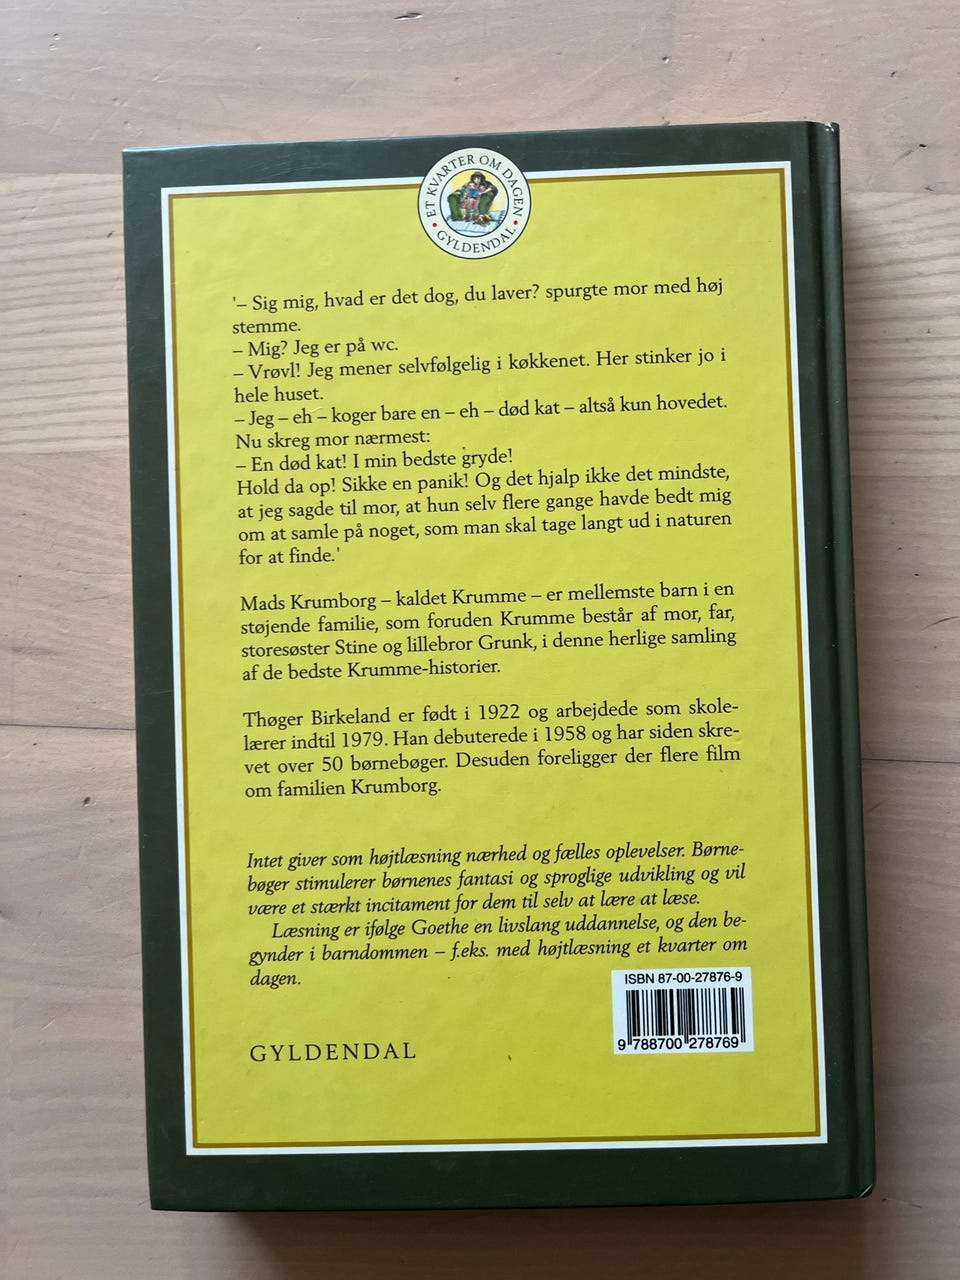 ET KVARTER OM DAGEN
GYLDENDAL
'– Sig mig, hvad er det dog, du laver? spurgte mor med høj
stemme.
– Mig? Jeg er på wc.
– Vrøvl! Jeg mener selvfølgelig i køkkenet. Her stinker jo i
hele huset.
– Jeg – eh – koger bare en – eh – død kat – altså kun hovedet.
Nu skreg mor nærmest:
– En død kat! I min bedste gryde!
Hold da op! Sikke en panik! Og det hjalp ikke det mindste,
at jeg sagde til mor, at hun selv flere gange havde bedt mig
om at samle på noget, som man skal tage langt ud i naturen
for at finde.'
Mads Krumborg – kaldet Krumme – er mellemste barn i en
støjende familie, som foruden Krumme består af mor, far,
storesøster Stine og lillebror Grunk, i denne herlige samling
af de bedste Krumme-historier.
Thøger Birkeland er født i 1922 og arbejdede som skole-
lærer indtil 1979. Han debuterede i 1958 og har siden skre-
vet over 50 børnebøger. Desuden foreligger der flere film
om familien Krumborg.
Intet giver som højtlæsning nærhed og fælles oplevelser. Børne-
bøger stimulerer børnenes fantasi og sproglige udvikling og vil
være et stærkt incitament for dem til selv at lære at læse.
Læsning er ifølge Goethe en livslang uddannelse, og den be-
gynder i barndommen – f.eks. med højtlæsning et kvarter om
dagen.
ISBN 87-00-27876-9
9 788700 278769
GYLDENDAL